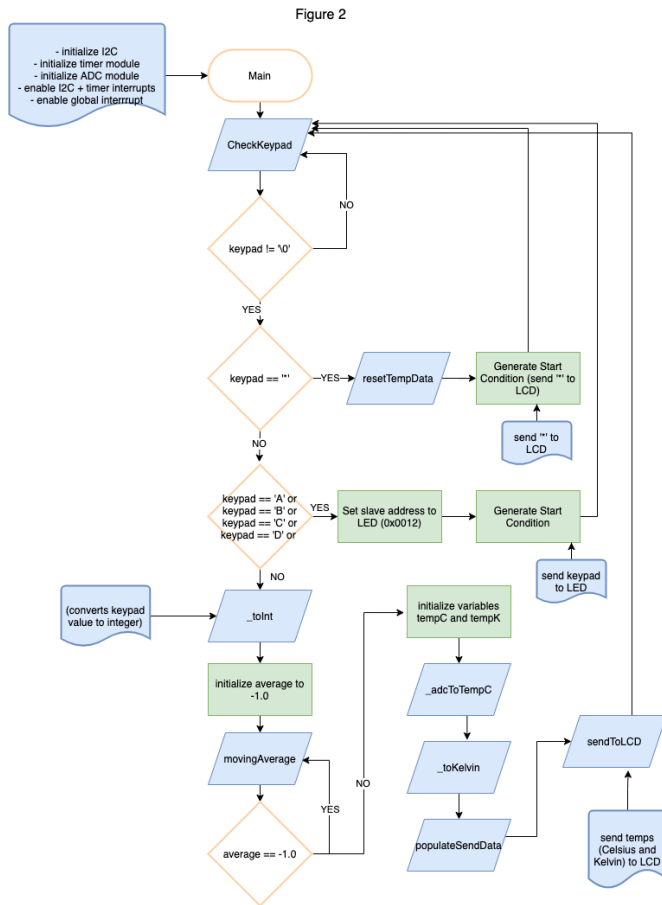 Figure 2
- initialize I2C
- initialize timer module
- initialize ADC module
- enable I2C + timer interrupts
- enable global interrrupt
Main
CheckKeypad
NO
keypad != '\0'
YES
keypad == '*'
YES
resetTempData
Generate Start
Condition (send '*' to
LCD)
send '*' to
LCD
NO
keypad == 'A' or
keypad == 'B' or
keypad == 'C' or
keypad == 'D' or
YES
Set slave address to
LED (0x0012)
Generate Start
Condition
send keypad
to LED
NO
(converts keypad
value to integer)
_toInt
initialize variables
tempC and tempK
initialize average to
-1.0
_adcToTempC
movingAverage
YES
NO
_toKelvin
sendToLCD
average == -1.0
populateSendData
send temps
(Celsius and
Kelvin) to LCD